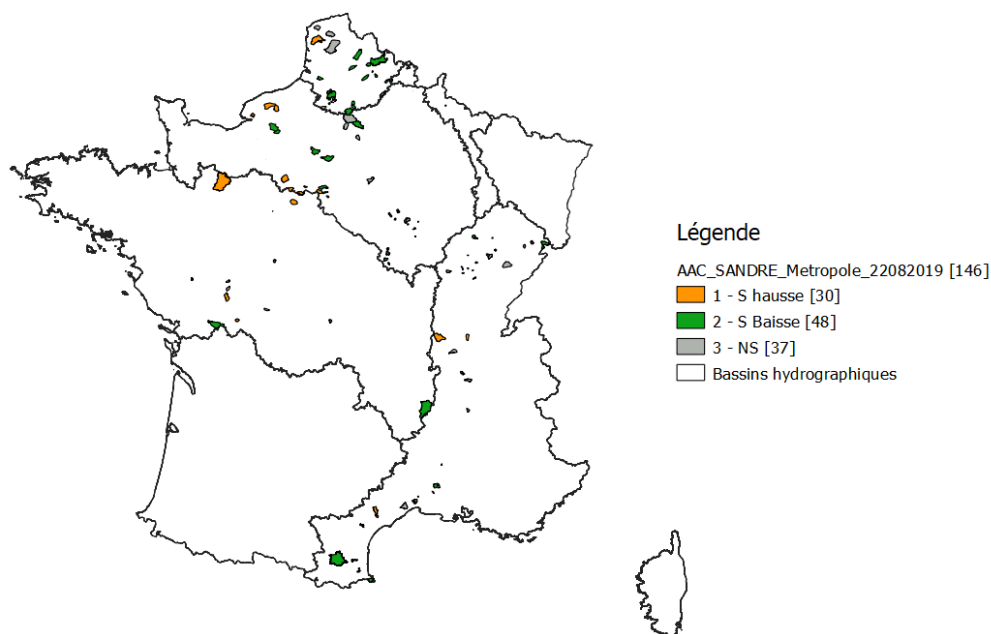 Légende
AAC_SANDRE_Metropole_22082019 [146]
1 - S hausse [30]
2 - S Baisse [48]
3 - NS [37]
Bassins hydrographiques